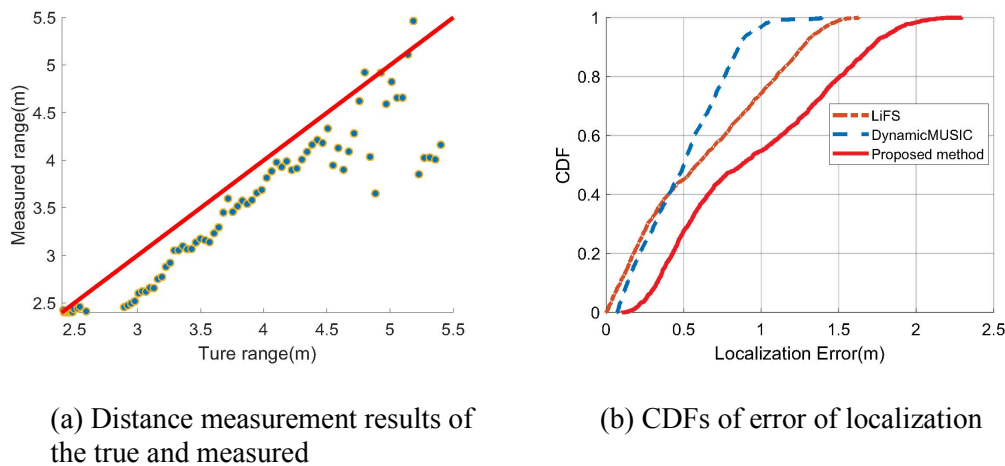 5.5
5
4.5
4
3.5
3
2.4
Measured range(m)
2.5 3 3.5 4 4.5 5 5.5
Ture range(m)
(a) Distance measurement results of
the true and measured
1
0.8
0.6
0.4
0.2
0
CDF
LiFS
DynamicMUSIC
Proposed method
0 0.5 1 1.5 2 2.5
Localization Error(m)
(b) CDFs of error of localization